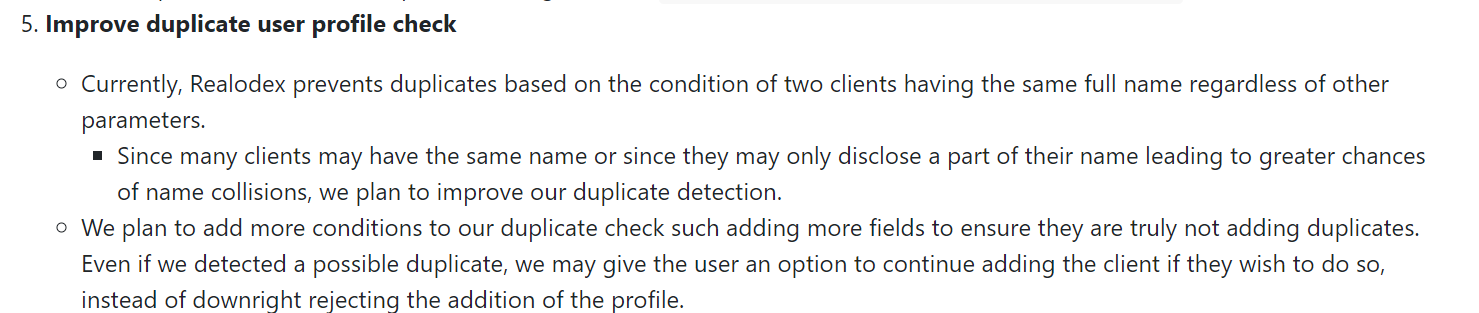 5. Improve duplicate user profile check
Currently, Realodex prevents duplicates based on the condition of two clients having the same full name regardless of other
parameters.
Since many clients may have the same name or since they may only disclose a part of their name leading to greater chances
of name collisions, we plan to improve our duplicate detection.
We plan to add more conditions to our duplicate check such adding more fields to ensure they are truly not adding duplicates.
Even if we detected a possible duplicate, we may give the user an option to continue adding the client if they wish to do so,
instead of downright rejecting the addition of the profile.